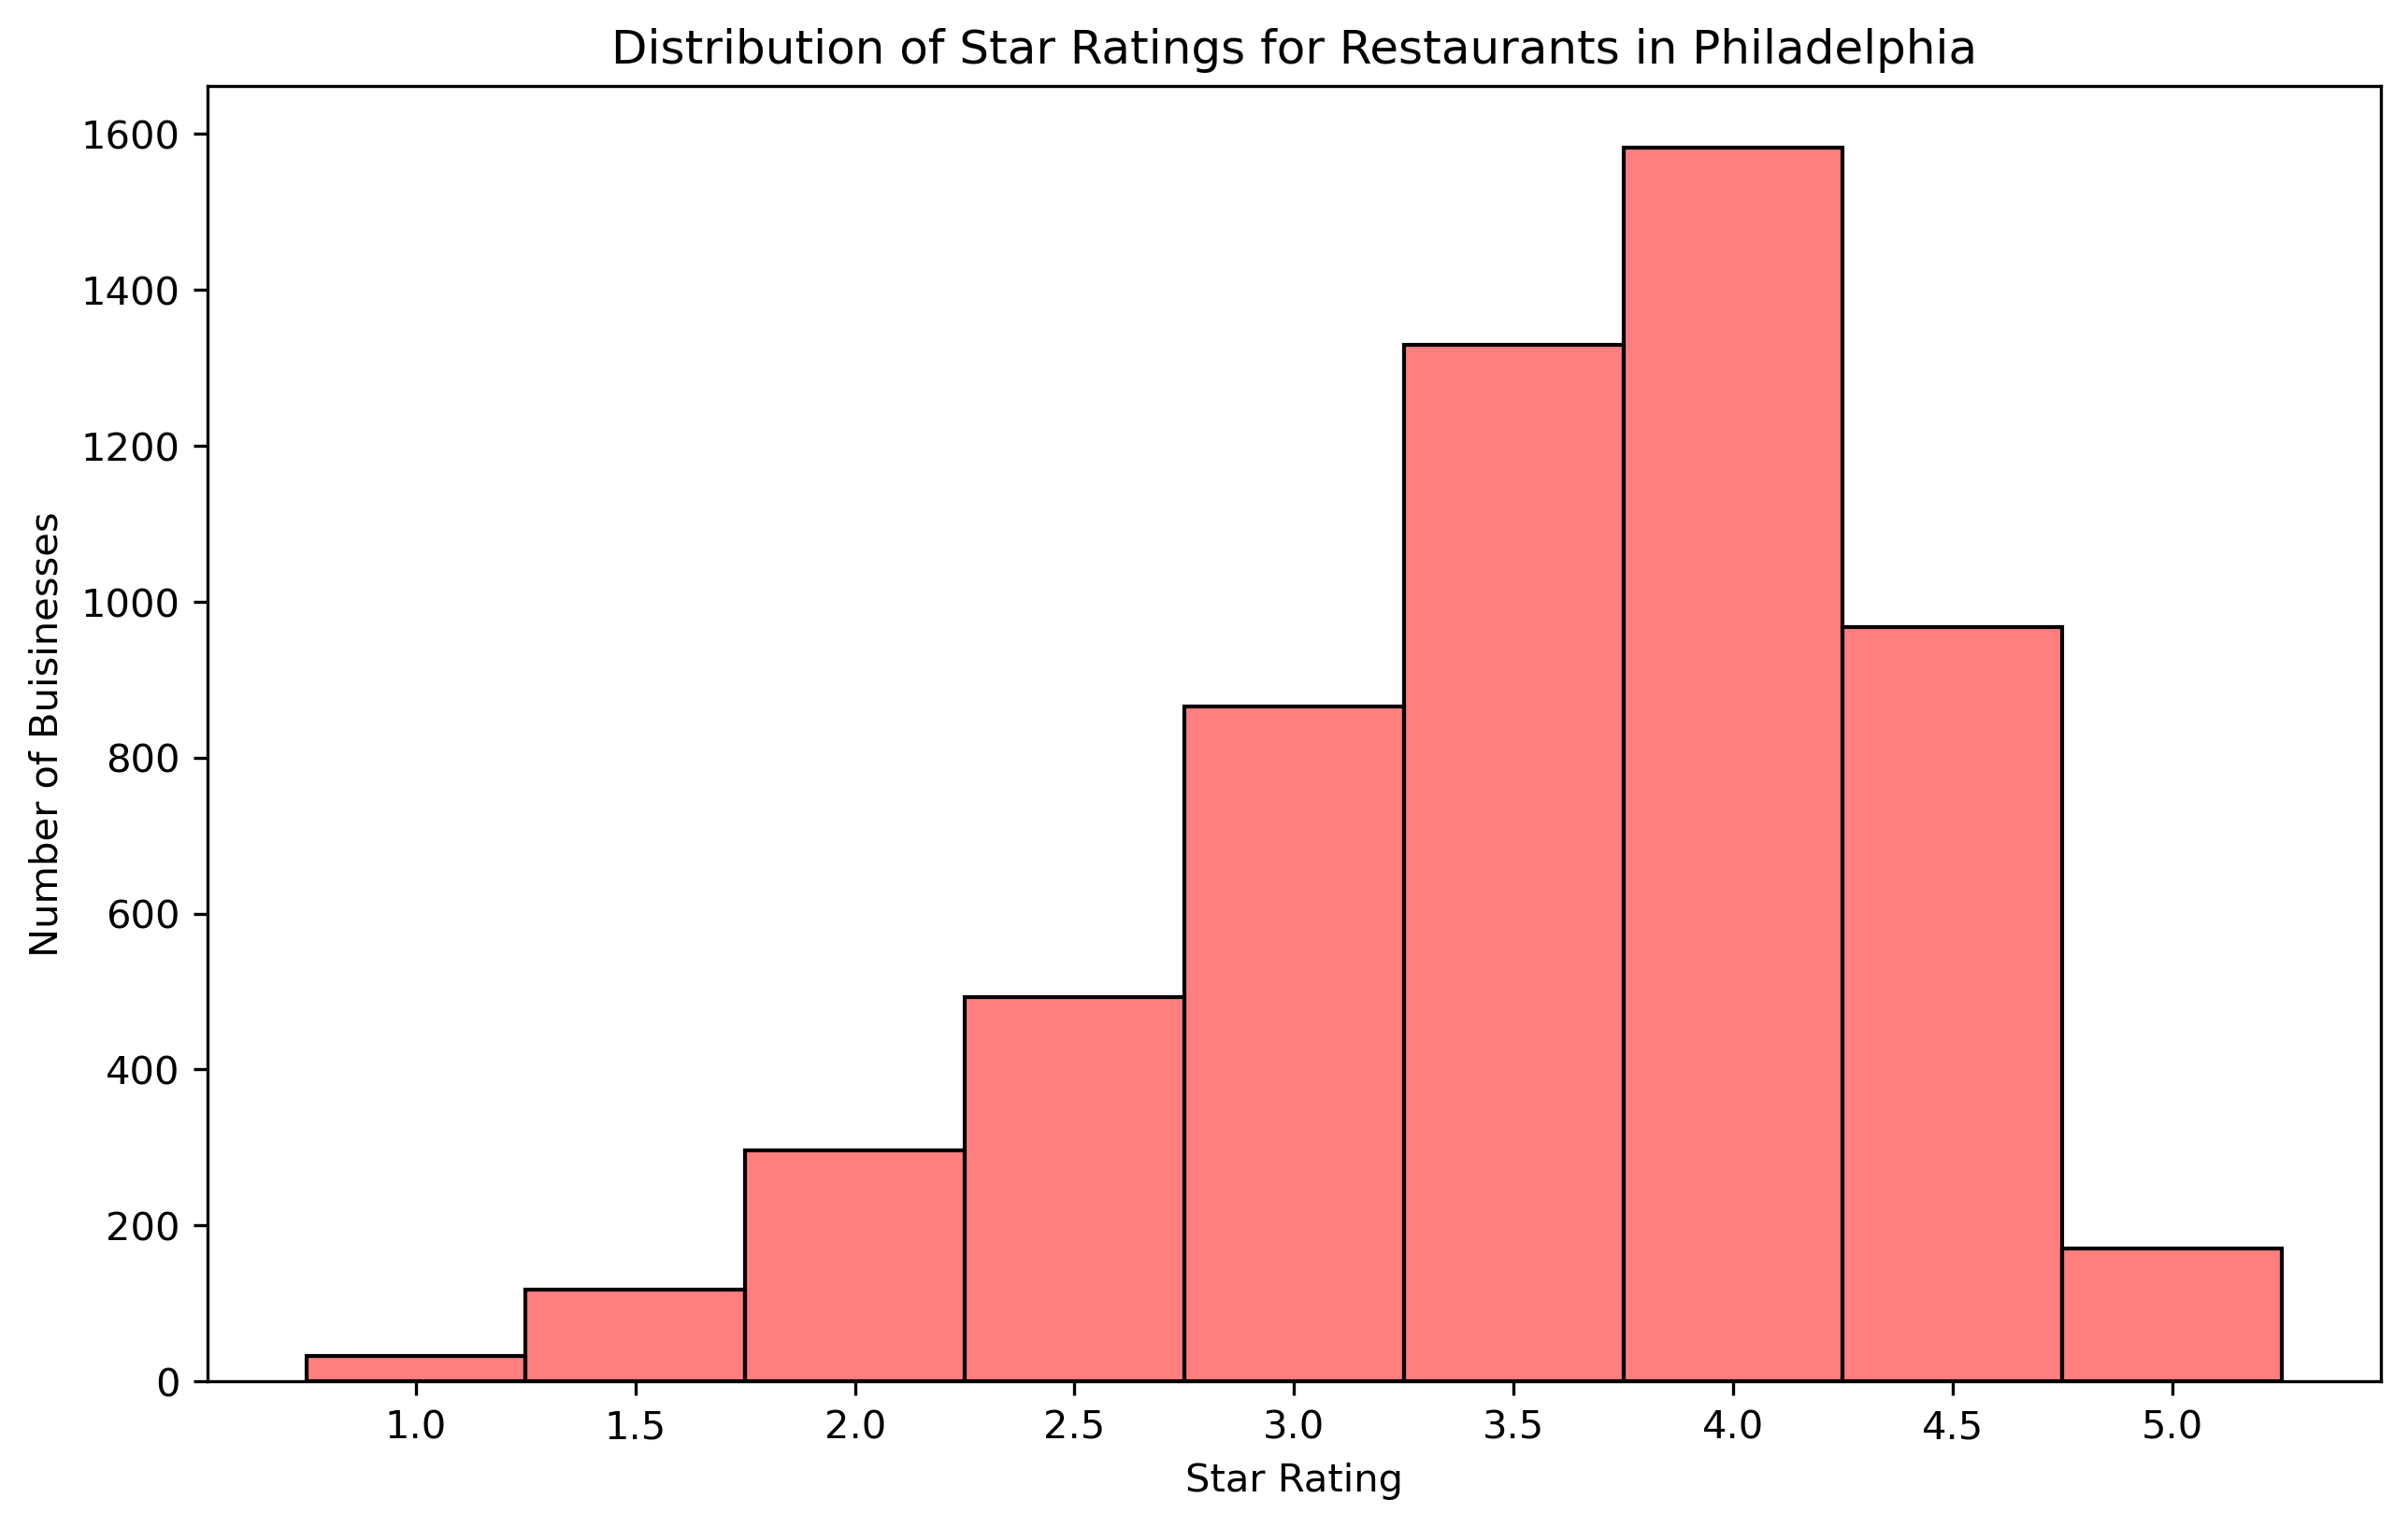 Distribution of Star Ratings for Restaurants in Philadelphia
Number of Buisinesses
1600
1400
1200
1000
800
600
400
200
0
1.0 1.5 2.0 2.5 3.0 3.5 4.0 4.5 5.0
Star Rating